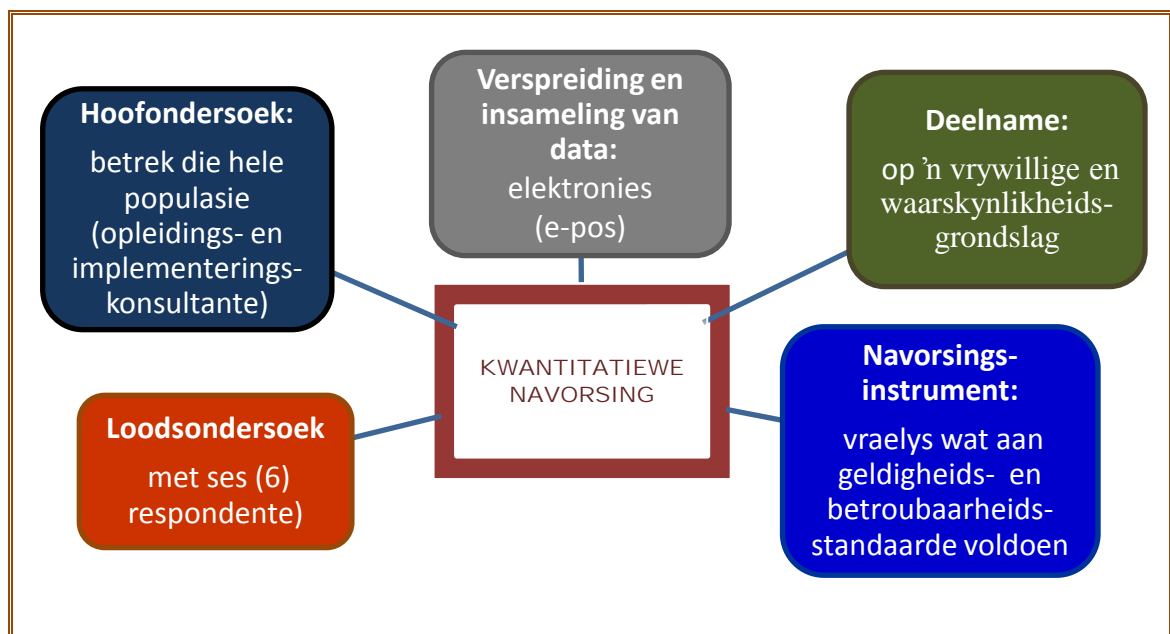 Hoofondersoek:
betrek die hele
populasie
(opleidings- en
implementerings-
konsultante)
Verspreiding en
insameling van
data:
elektronies
(e-pos)
Deelname:
op 'n vrywillige en
waarskynlikheids-
grondslag
KWANTITATIEWE
NAVORSING
Loodsondersoek
met ses (6)
respondente)
Navorsings-
instrument:
vraelys wat aan
geldigheids- en
betroubaarheids-
standaarde voldoen